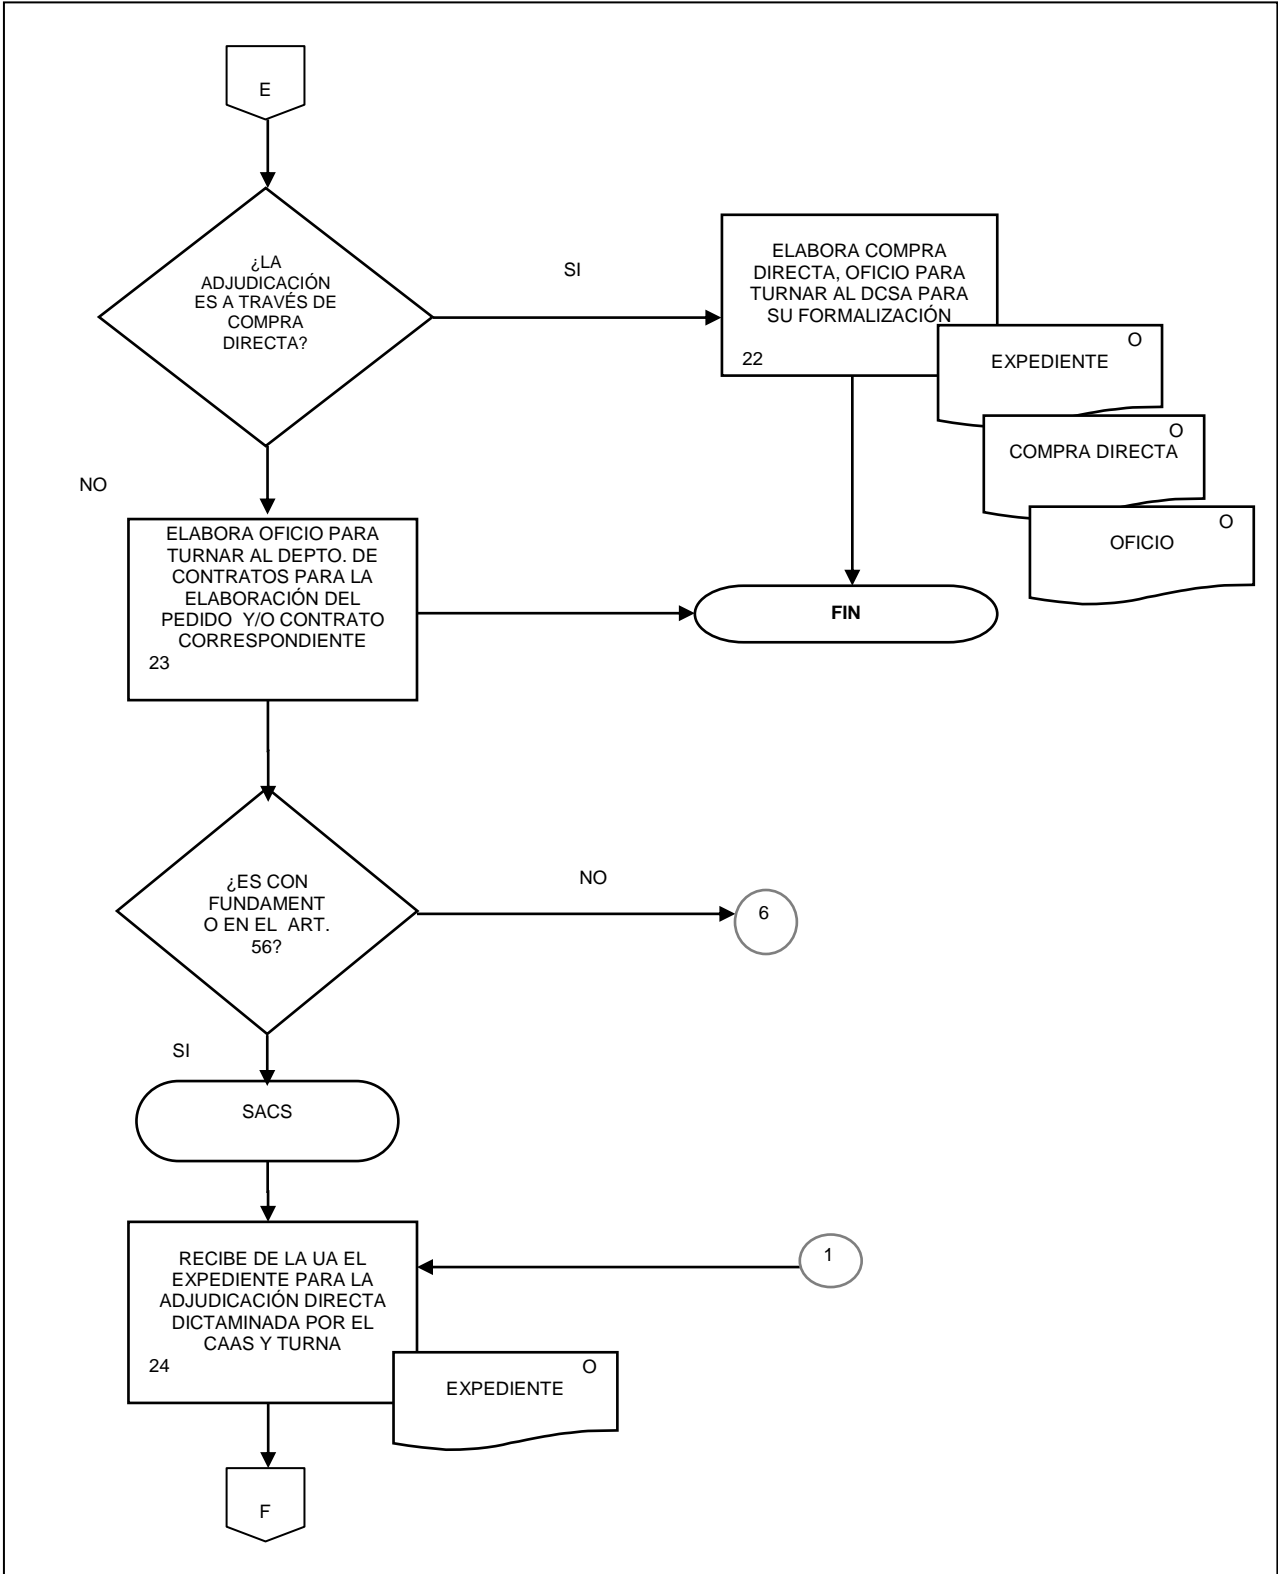 E
¿LA
ADJUDICACIÓN
ES A TRAVÉS DE
COMPRA
DIRECTA?
SI
ELABORA COMPRA
DIRECTA, OFICIO PARA
TURNAR AL DCSA PARA
SU FORMALIZACIÓN
22
O
EXPEDIENTE
O
COMPRA DIRECTA
O
OFICIO
NO
ELABORA OFICIO PARA
TURNAR AL DEPTO. DE
CONTRATOS PARA LA
ELABORACIÓN DEL
PEDIDO Y/O CONTRATO
CORRESPONDIENTE
23
FIN
¿ES CON
FUNDAMENT
O EN EL ART.
56?
NO
6
SI
SACS
RECIBE DE LA UA EL
EXPEDIENTE PARA LA
ADJUDICACIÓN DIRECTA
DICTAMINADA POR EL
CAAS Y TURNA
24
1
O
EXPEDIENTE
F